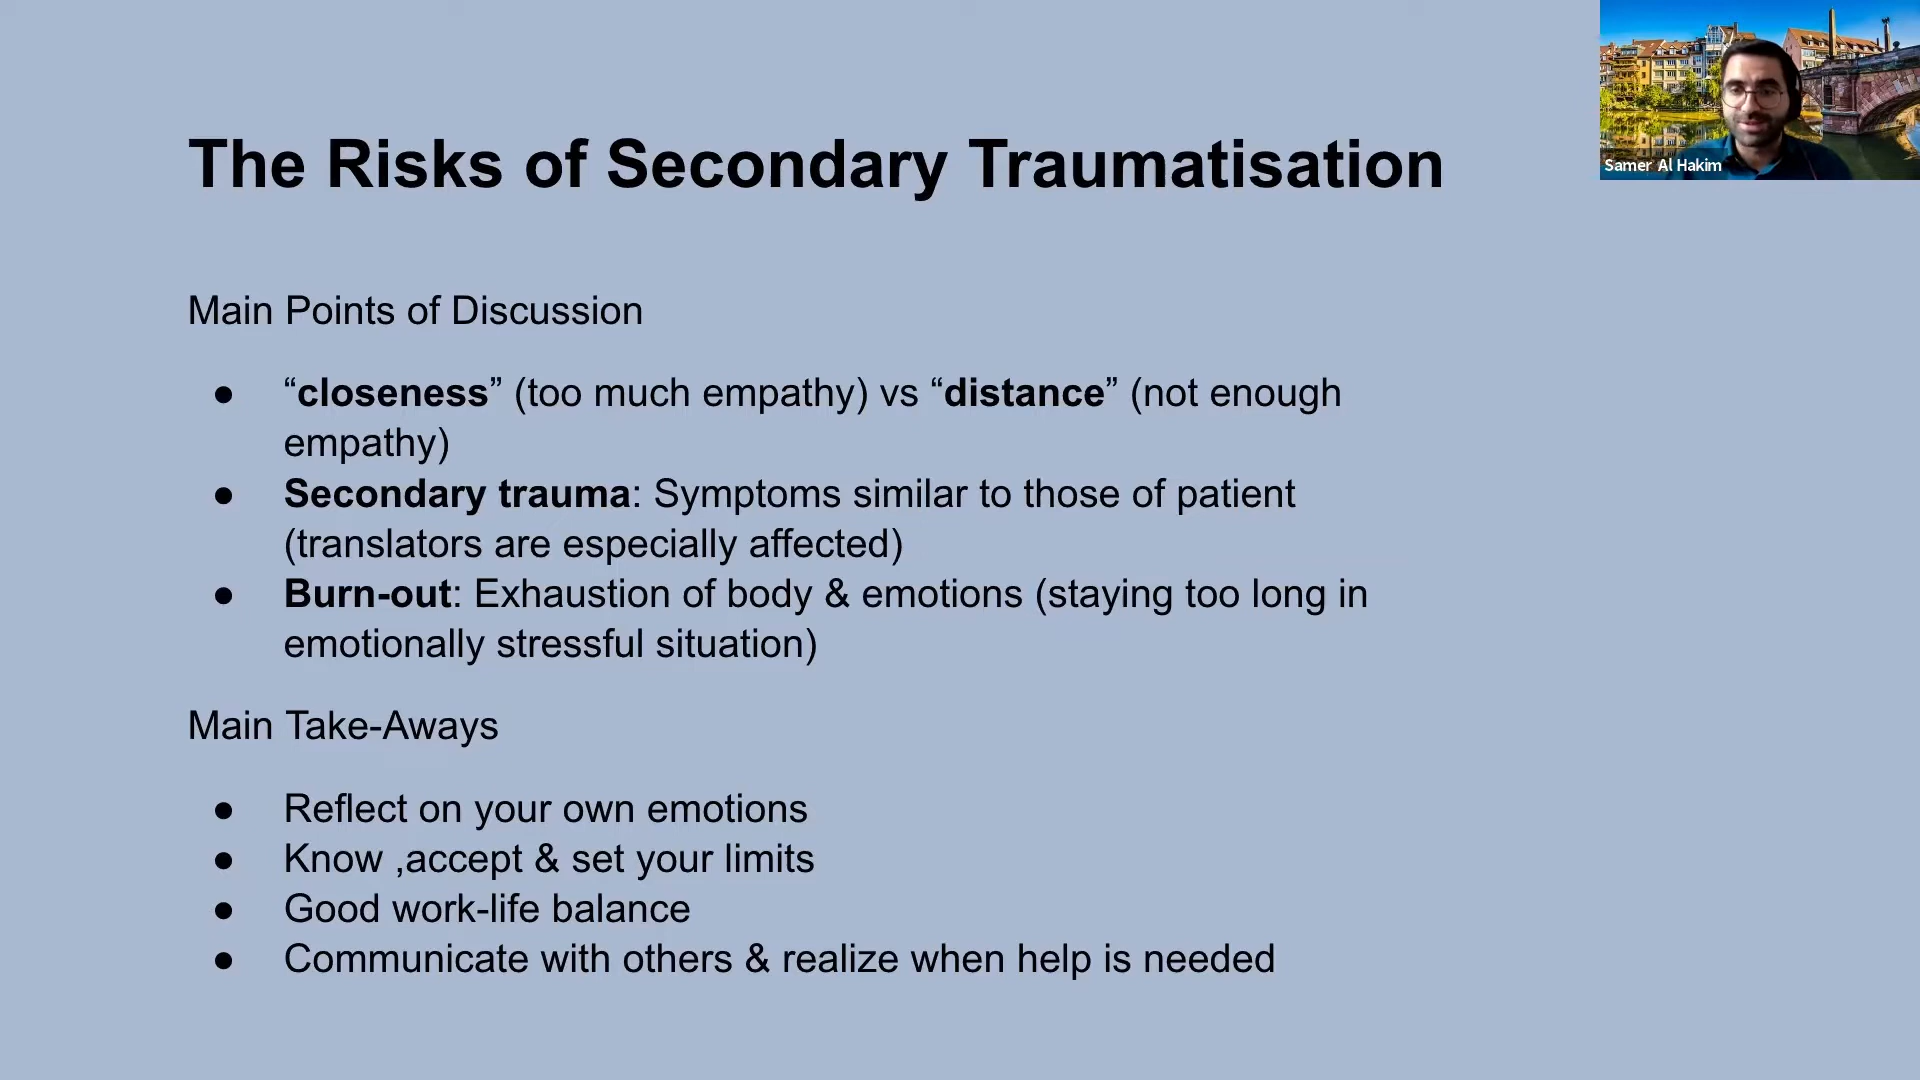 The Risks of Secondary Traumatisation
Samer Al Hakim
Main Points of Discussion
● “closeness” (too much empathy) vs “distance” (not enough
empathy)
● Secondary trauma: Symptoms similar to those of patient
(translators are especially affected)
● Burn-out: Exhaustion of body & emotions (staying too long in
emotionally stressful situation)
Main Take-Aways
● Reflect on your own emotions
● Know ,accept & set your limits
● Good work-life balance
● Communicate with others & realize when help is needed